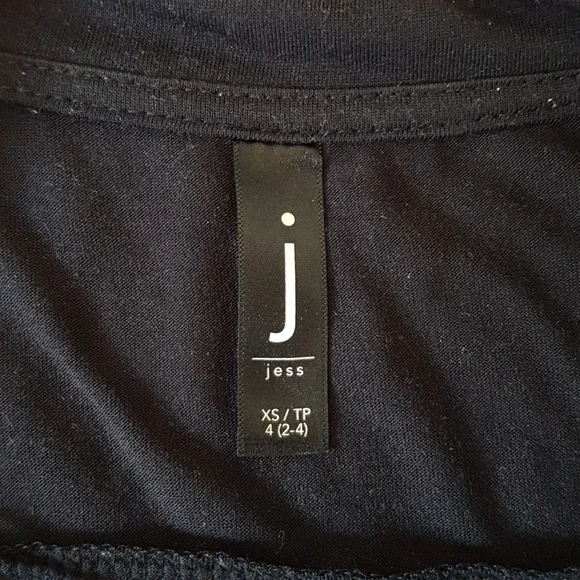 j
jess
XS / TP
4 (2-4)